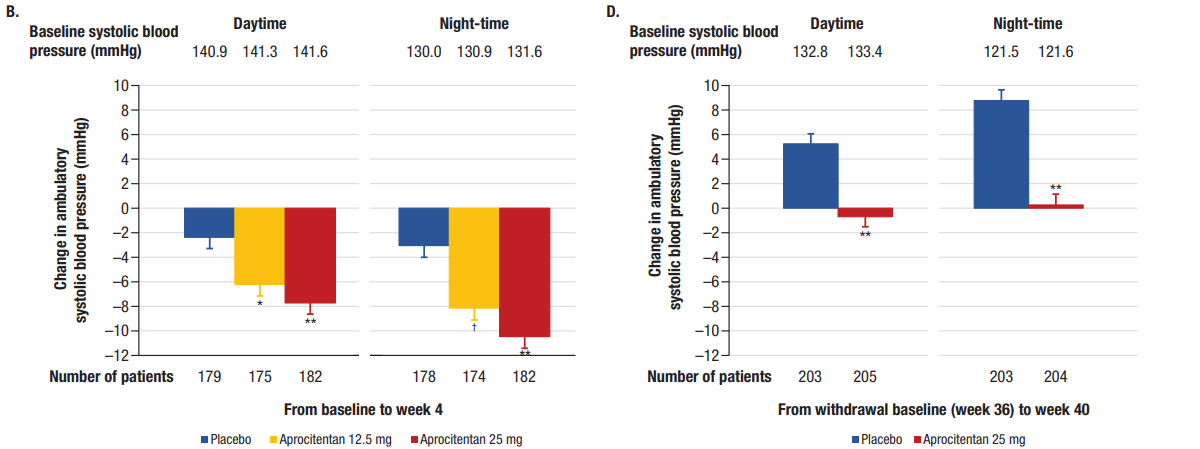 B.
Baseline systolic blood
pressure (mmHg)
Daytime
Night-time
140.9 141.3 141.6
130.0 130.9 131.6
Change in ambulatory
systolic blood pressure (mmHg)
10
8
6
4
2
0
–2
–4
–6
–8
–10
–12
*
**
†
**
Number of patients 179 175 182 178 174 182
From baseline to week 4
Placebo Aprocitentan 12.5 mg Aprocitentan 25 mg
D.
Baseline systolic blood
pressure (mmHg)
Daytime
Night-time
132.8 133.4
121.5 121.6
Change in ambulatory
systolic blood pressure (mmHg)
10
8
6
4
2
0
–2
–4
–6
–8
–10
–12
**
**
Number of patients 203 205 203 204
From withdrawal baseline (week 36) to week 40
Placebo Aprocitentan 25 mg